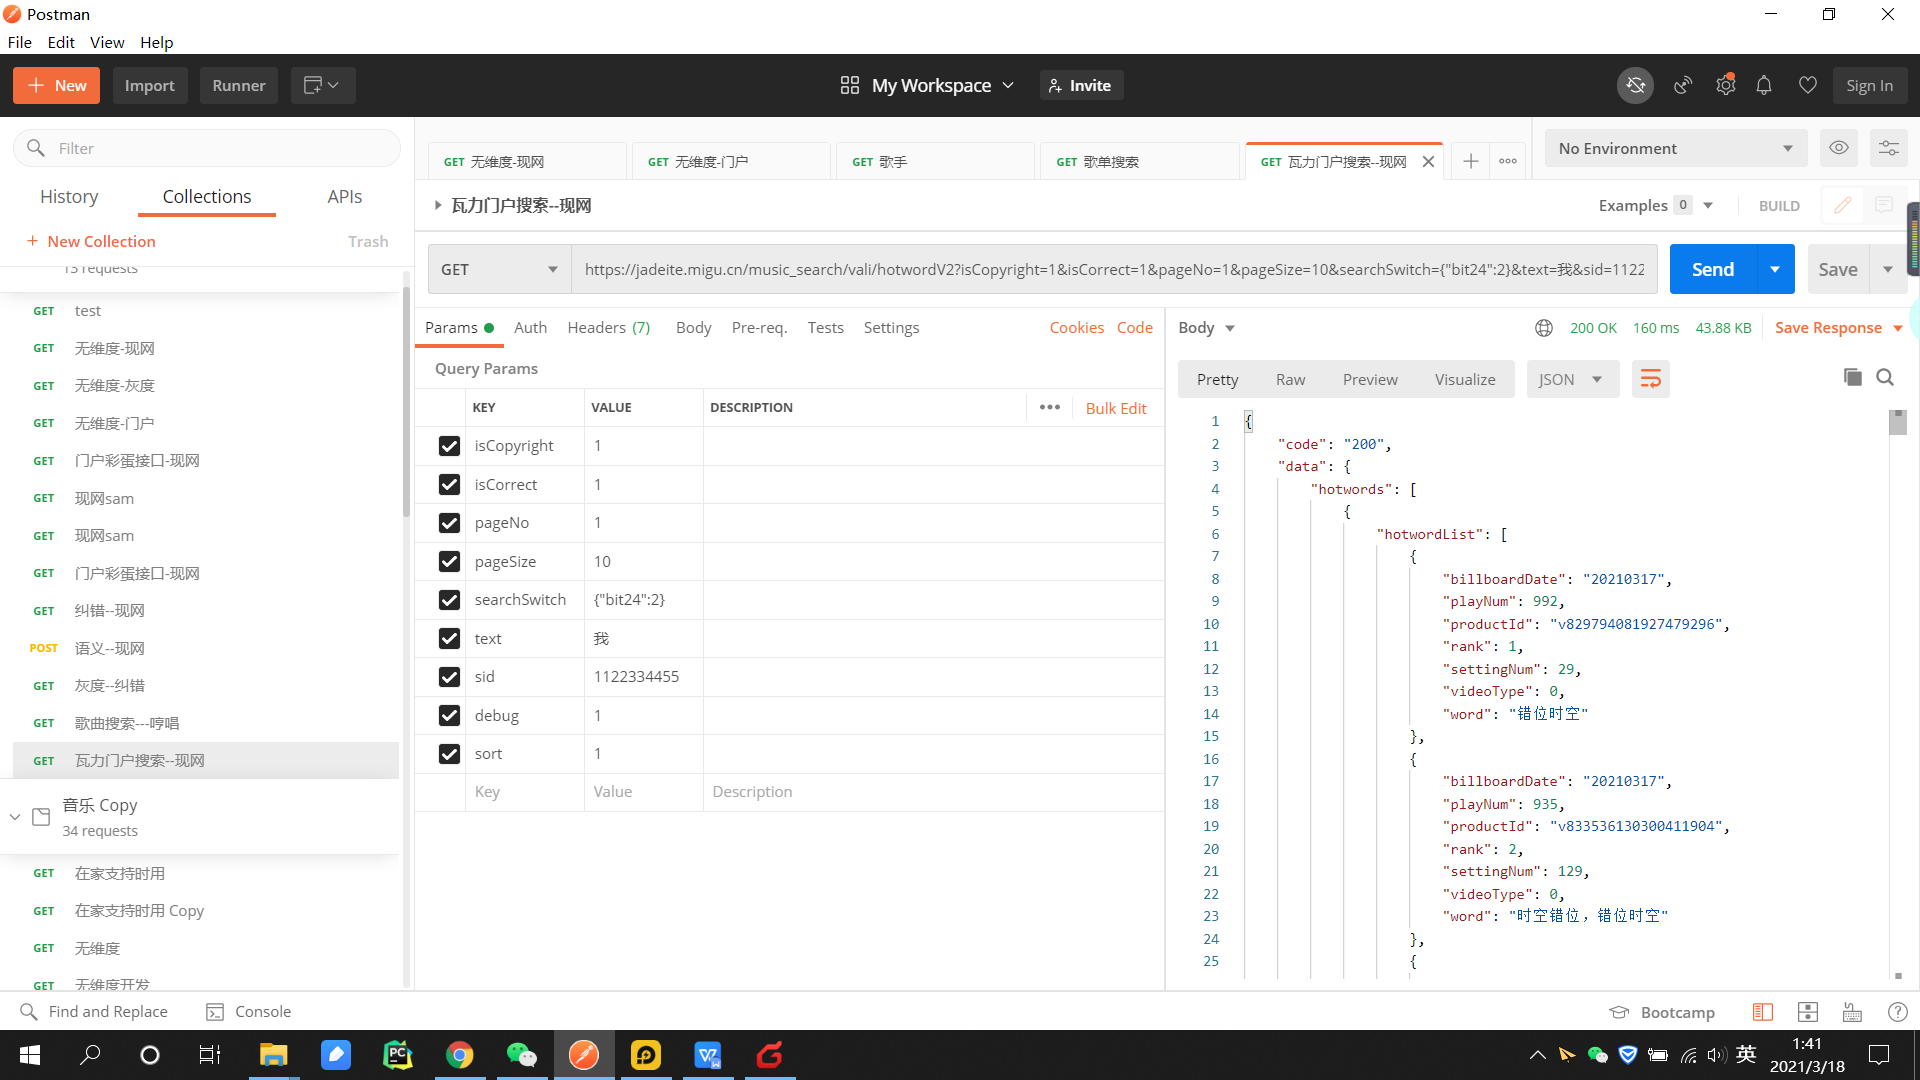 Postman
File Edit View Help
New Import Runner My Workspace Invite Sign In
Filter
History Collections APIs
+ New Collection Trash
13 requests
GET test
GET 无维度-现网
GET 无维度-灰度
GET 无维度-门户
GET 门户彩蛋接口-现网
GET 现网sam
GET 现网sam
GET 门户彩蛋接口-现网
GET 纠错--现网
POST 语义--现网
GET 灰度--纠错
GET 歌曲搜索---哼唱
GET 瓦力门户搜索--现网
音乐 Copy
34 requests
GET 在家支持时用
GET 在家支持时用 Copy
GET 无维度
GET 无维度开发
GET 无维度-现网 GET 无维度-门户 GET 歌手 GET 歌单搜索 GET 瓦力门户搜索--现网
No Environment
瓦力门户搜索--现网 Examples 0 BUILD
GET https://jadeite.migu.cn/music_search/vali/hotwordV2?isCopyright=1&isCorrect=1&pageNo=1&pageSize=10&searchSwitch={"bit24":2}&text=我&sid=1122 Send Save
Params Auth Headers (7) Body Pre-req. Tests Settings Cookies Code
Query Params
KEY VALUE DESCRIPTION Bulk Edit
isCopyright 1
isCorrect 1
pageNo 1
pageSize 10
searchSwitch {"bit24":2}
text 我
sid 1122334455
debug 1
sort 1
Key Value Description
Body 200 OK 160 ms 43.88 KB Save Response
Pretty Raw Preview Visualize JSON
1 {
2 "code": "200",
3 "data": {
4 "hotwords": [
5 {
6 "hotwordList": [
7 {
8 "billboardDate": "20210317",
9 "playNum": 992,
10 "productId": "v829794081927479296",
11 "rank": 1,
12 "settingNum": 29,
13 "videoType": 0,
14 "word": "错位时空"
15 },
16 {
17 "billboardDate": "20210317",
18 "playNum": 935,
19 "productId": "v833536130300411904",
20 "rank": 2,
21 "settingNum": 129,
22 "videoType": 0,
23 "word": "时空错位，错位时空"
24 },
25 {
Find and Replace Console Bootcamp
英 1:41
2021/3/18